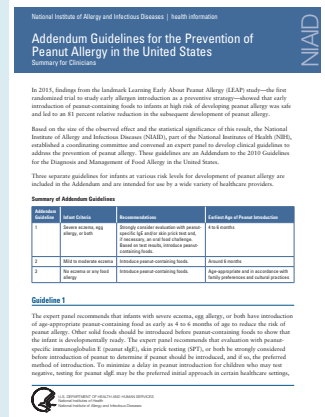 National Institute of Allergy and Infectious Diseases | health information
NIAID
Addendum Guidelines for the Prevention of
Peanut Allergy in the United States
Summary for Clinicians
In 2015, findings from the landmark Learning Early About Peanut Allergy (LEAP) study—the first
randomized trial to study early allergen introduction as a preventive strategy—showed that early
introduction of peanut-containing foods to infants at high risk of developing peanut allergy was safe
and led to an 81 percent relative reduction in the subsequent development of peanut allergy.
Based on the size of the observed effect and the statistical significance of this result, the National
Institute of Allergy and Infectious Diseases (NIAID), part of the National Institutes of Health (NIH),
established a coordinating committee and convened an expert panel to develop clinical guidelines to
address the prevention of peanut allergy. These guidelines are an Addendum to the 2010 Guidelines
for the Diagnosis and Management of Food Allergy in the United States.
Three separate guidelines for infants at various risk levels for development of peanut allergy are
included in the Addendum and are intended for use by a wide variety of healthcare providers.
Summary of Addendum Guidelines
Addendum Guideline Infant Criteria Recommendations Earliest Age of Peanut Introduction
1 Severe eczema, egg allergy, or both Strongly consider evaluation with peanut-specific IgE and/or skin prick test and, if necessary, an oral food challenge. Based on test results, introduce peanut-containing foods. 4 to 6 months
2 Mild to moderate eczema Introduce peanut-containing foods. Around 6 months
3 No eczema or any food allergy Introduce peanut-containing foods. Age-appropriate and in accordance with family preferences and cultural practices
Guideline 1
The expert panel recommends that infants with severe eczema, egg allergy, or both have introduction
of age-appropriate peanut-containing food as early as 4 to 6 months of age to reduce the risk of
peanut allergy. Other solid foods should be introduced before peanut-containing foods to show that
the infant is developmentally ready. The expert panel recommends that evaluation with peanut-
specific immunoglobulin E (peanut sIgE), skin prick test (SPT), or both be strongly considered
before introduction of peanut to determine if peanut should be introduced, and if so, the preferred
method of introduction. To minimize a delay in peanut introduction for children who may test
negative, testing for peanut sIgE may be the preferred initial approach in certain healthcare settings,
U.S. DEPARTMENT OF HEALTH AND HUMAN SERVICES
National Institutes of Health
National Institute of Allergy and Infectious Diseases